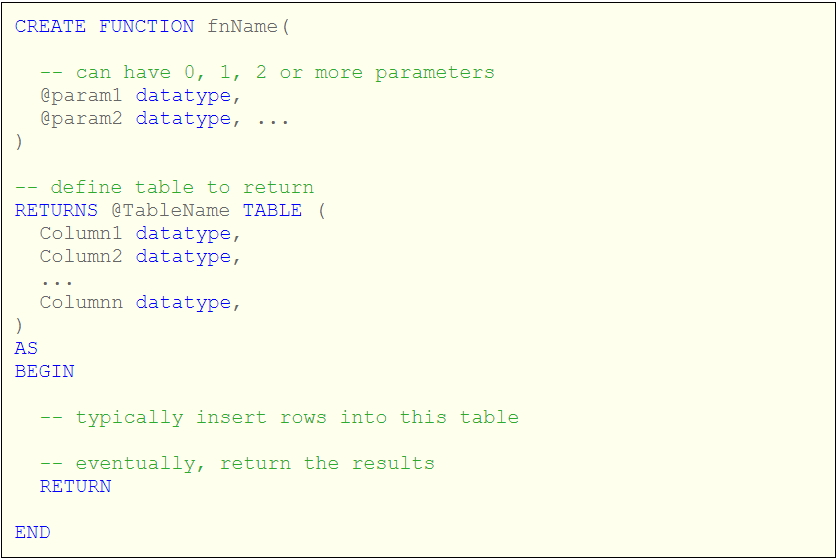 CREATE FUNCTION fnName(
-- can have 0, 1, 2 or more parameters
@param1 datatype,
@param2 datatype, ...
)
-- define table to return
RETURNS @TableName TABLE (
Column1 datatype,
Column2 datatype,
...
Columnn datatype,
)
AS
BEGIN
-- typically insert rows into this table
-- eventually, return the results
RETURN
END